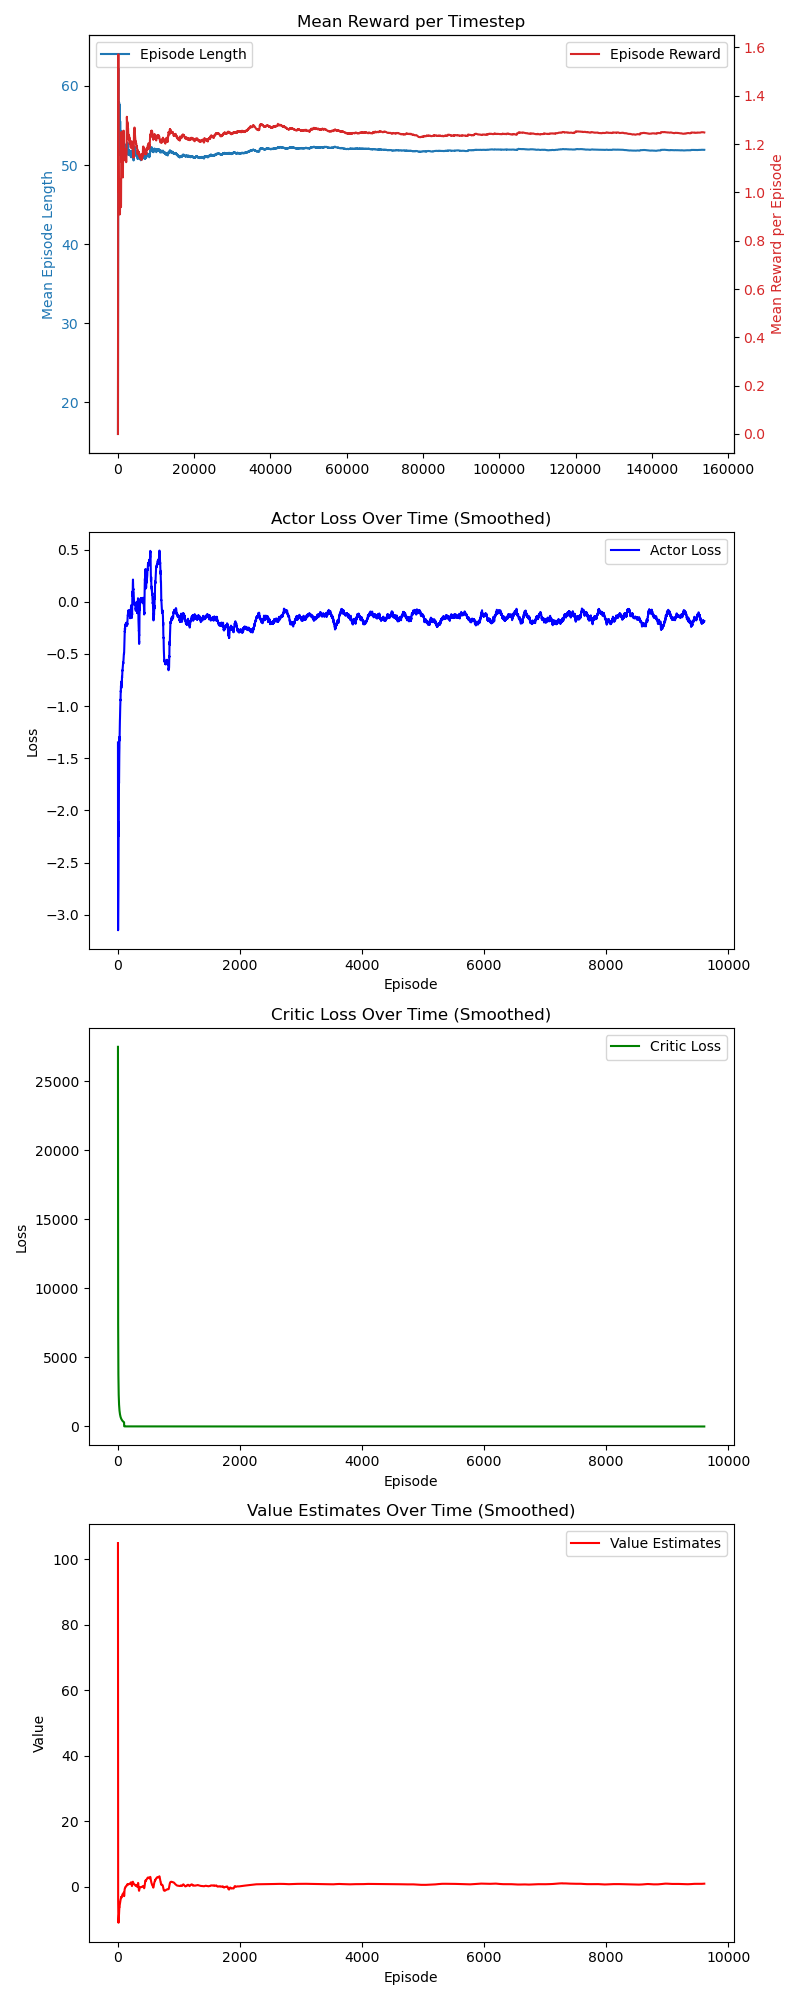 Mean Reward per Timestep
Episode Length
Episode Reward
60
50
40
30
20
Mean Episode Length
1.6
1.4
1.2
1.0
0.8
0.6
0.4
0.2
0.0
Mean Reward per Episode
0 20000 40000 60000 80000 100000 120000 140000 160000
Actor Loss Over Time (Smoothed)
Actor Loss
0.5
0.0
−0.5
−1.0
−1.5
−2.0
−2.5
−3.0
Loss
0 2000 4000 6000 8000 10000
Episode
Critic Loss Over Time (Smoothed)
Critic Loss
25000
20000
15000
10000
5000
0
Loss
0 2000 4000 6000 8000 10000
Episode
Value Estimates Over Time (Smoothed)
Value Estimates
100
80
60
40
20
0
Value
0 2000 4000 6000 8000 10000
Episode